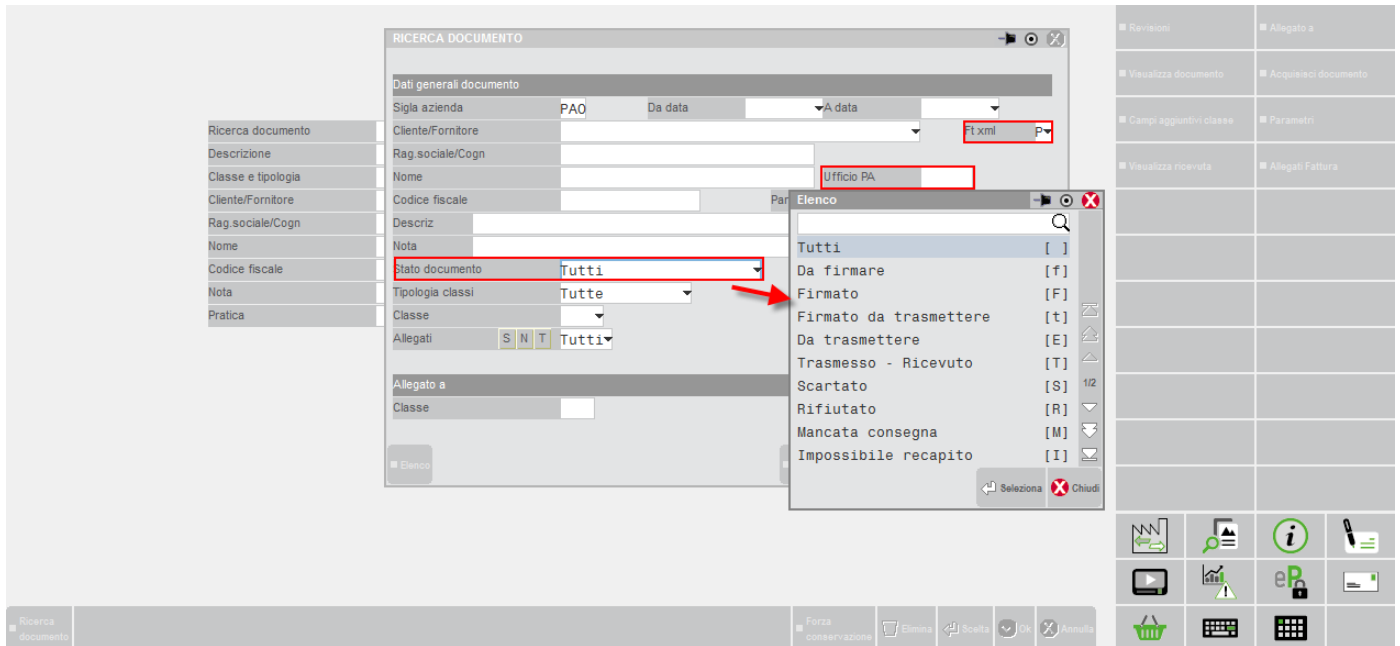 RICERCA DOCUMENTO
Dati generali documento
Sigla azienda PAO Da data A data
Cliente/Fornitore Ft xml P
Rag.sociale/Cogn
Nome Ufficio PA
Codice fiscale Par
Descriz
Nota
Stato documento Tutti
Tipologia classi Tutte
Classe
Allegati S N T Tutti
Allegato a
Classe
Elenco
Ricerca documento
Descrizione
Classe e tipologia
Cliente/Fornitore
Rag.sociale/Cogn
Nome
Codice fiscale
Nota
Pratica
Elenco
Tutti [ ]
Da firmare [f]
Firmato [F]
Firmato da trasmettere [t]
Da trasmettere [E]
Trasmesso - Ricevuto [T]
Scartato [S]
Rifiutato [R]
Mancata consegna [M]
Impossibile recapito [I]
1/2
Seleziona Chiudi
Revisioni Allegato a
Visualizza documento Acquisisci documento
Campi aggiuntivi classe Parametri
Visualizza ricevuta Allegati Fattura
i
eP
Ricerca
documento
Forza
conservazione
Elimina Scelta Ok Annulla